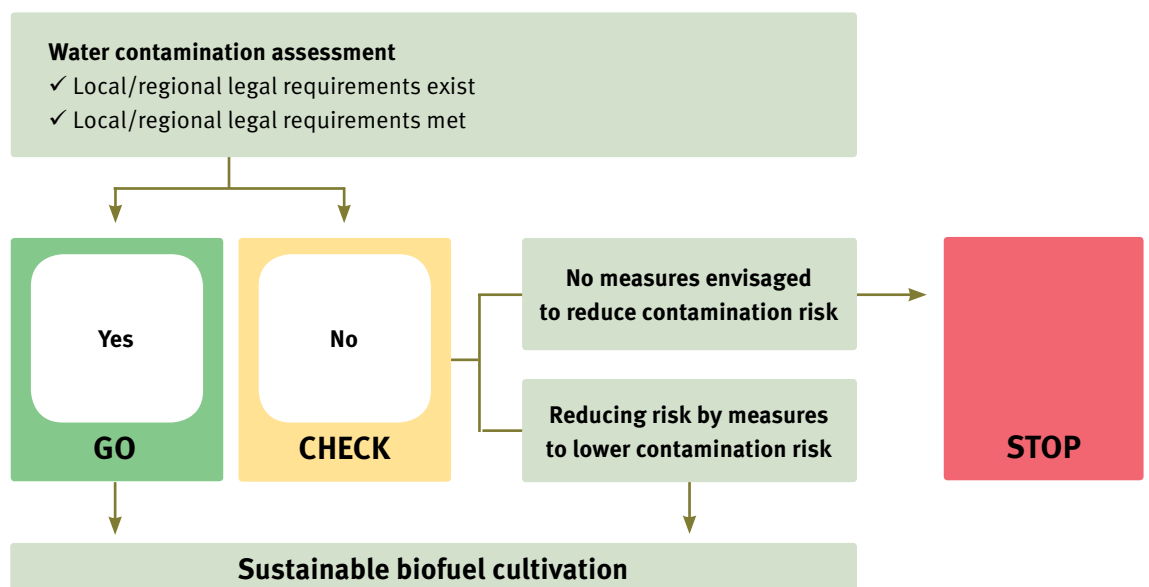 Water contamination assessment
✓ Local/regional legal requirements exist
✓ Local/regional legal requirements met
Yes
GO
No
CHECK
No measures envisaged
to reduce contamination risk
Reducing risk by measures
to lower contamination risk
STOP
Sustainable biofuel cultivation